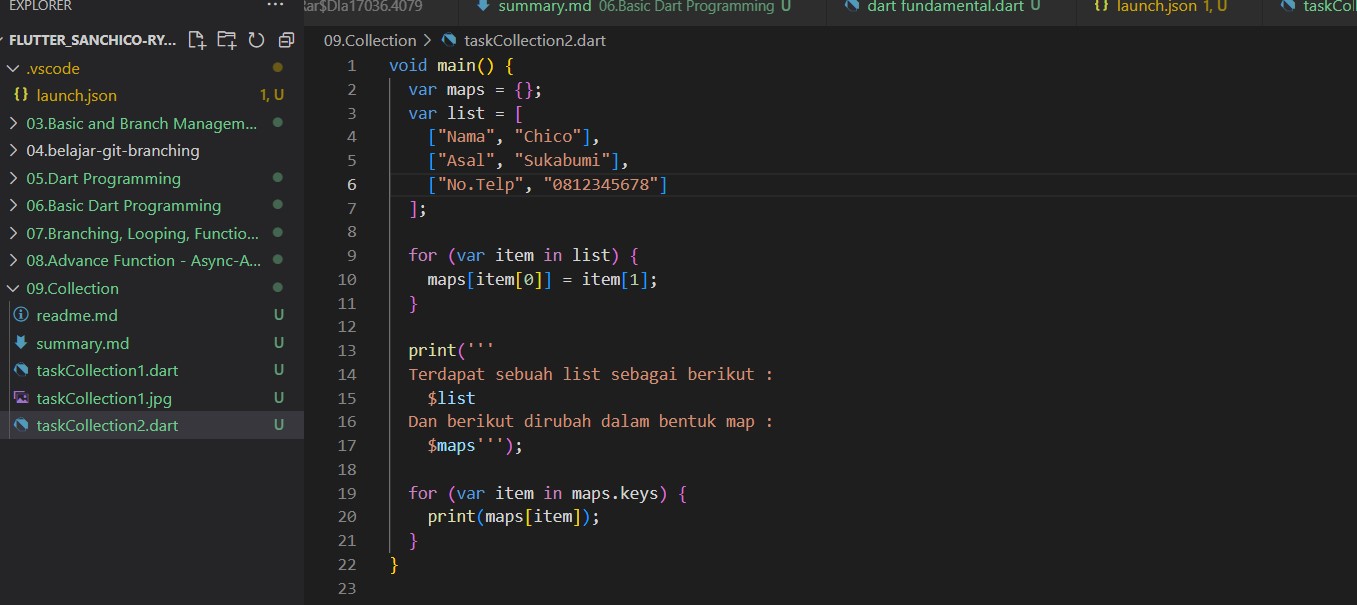 EXPLORER ...
FLUTTER_SANCHICO-RY...
.vscode
{} launch.json 1, U
03.Basic and Branch Managem...
04.belajar-git-branching
05.Dart Programming
06.Basic Dart Programming
07.Branching, Looping, Functio...
08.Advance Function - Async-A...
09.Collection
readme.md U
summary.md U
taskCollection1.dart U
taskCollection1.jpg U
taskCollection2.dart U
Rar$DIa17036.4079 summary.md 06.Basic Dart Programming U dart fundamental.dart U {} launch.json 1, U taskCol
09.Collection > taskCollection2.dart
1 void main() {
2 var maps = {};
3 var list = [
4 ["Nama", "Chico"],
5 ["Asal", "Sukabumi"],
6 ["No.Telp", "0812345678"]
7 ];
8
9 for (var item in list) {
10 maps[item[0]] = item[1];
11 }
12
13 print('''
14 Terdapat sebuah list sebagai berikut :
15 $list
16 Dan berikut dirubah dalam bentuk map :
17 $maps''');
18
19 for (var item in maps.keys) {
20 print(maps[item]);
21 }
22 }
23